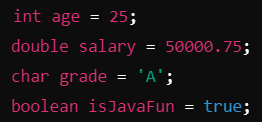 int age = 25;
double salary = 50000.75;
char grade = 'A';
boolean isJavaFun = true;